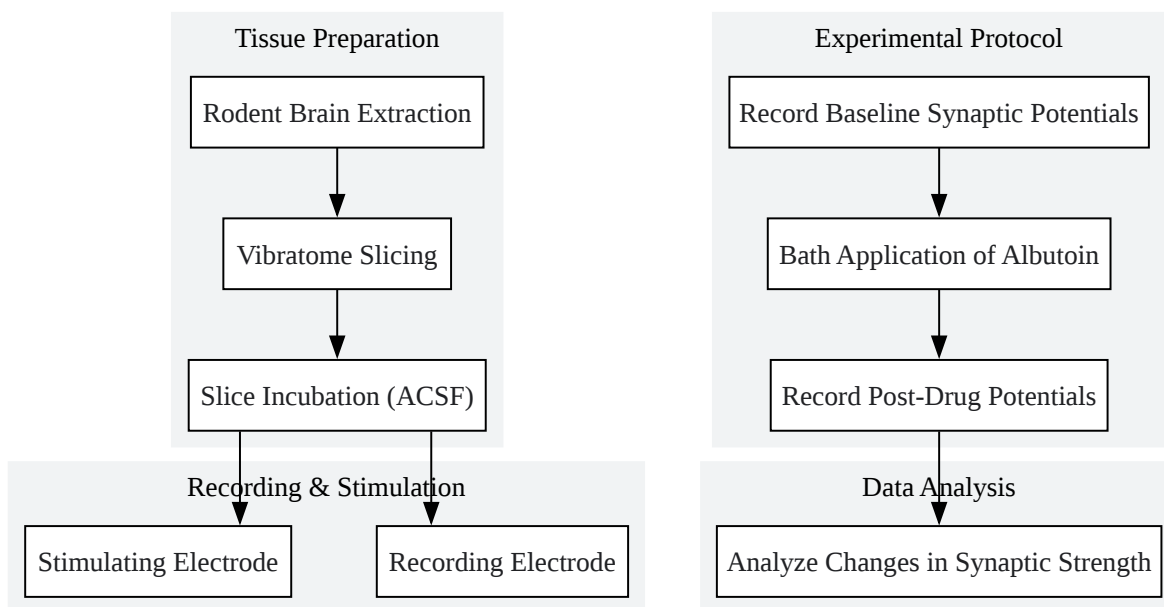 Tissue Preparation
Rodent Brain Extraction
Vibratome Slicing
Slice Incubation (ACSF)
Recording & Stimulation
Stimulating Electrode
Recording Electrode
Experimental Protocol
Record Baseline Synaptic Potentials
Bath Application of Albutoin
Record Post-Drug Potentials
Data Analysis
Analyze Changes in Synaptic Strength